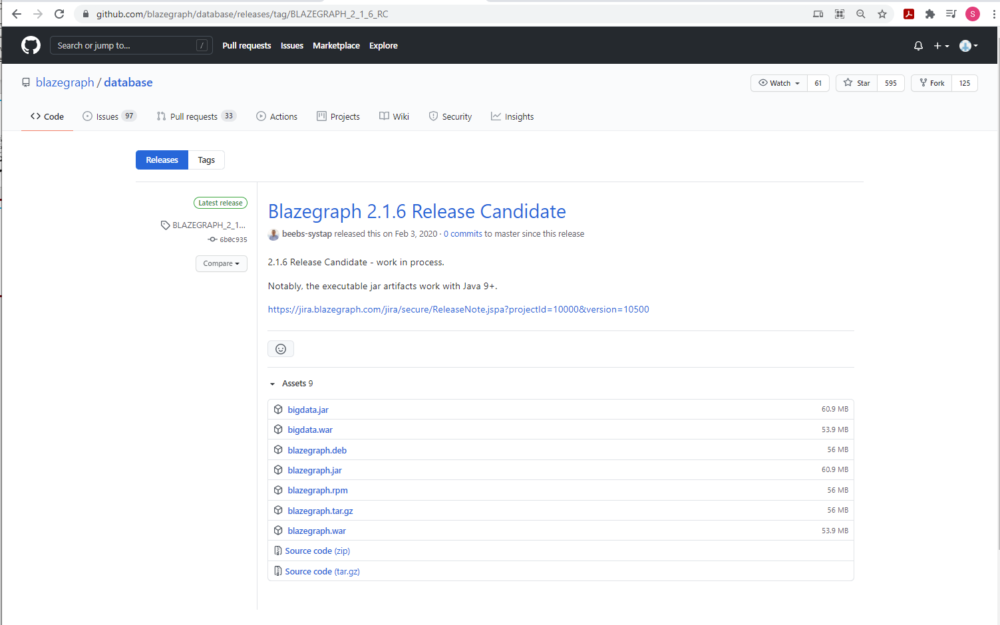 github.com/blazegraph/database/releases/tag/BLAZEGRAPH_2_1_6_RC
S
Search or jump to... /
Pull requests Issues Marketplace Explore
blazegraph / database
Watch 61 Star 595 Fork 125
Code Issues 97 Pull requests 33 Actions Projects Wiki Security Insights
Releases Tags
Latest release
BLAZEGRAPH_2_1...
6b0c935
Compare
Blazegraph 2.1.6 Release Candidate
beebs-systap released this on Feb 3, 2020 · 0 commits to master since this release
2.1.6 Release Candidate - work in process.
Notably, the executable jar artifacts work with Java 9+.
https://jira.blazegraph.com/jira/secure/ReleaseNote.jspa?projectId=10000&version=10500
Assets 9
bigdata.jar 60.9 MB
bigdata.war 53.9 MB
blazegraph.deb 56 MB
blazegraph.jar 60.9 MB
blazegraph.rpm 56 MB
blazegraph.tar.gz 56 MB
blazegraph.war 53.9 MB
Source code (zip)
Source code (tar.gz)